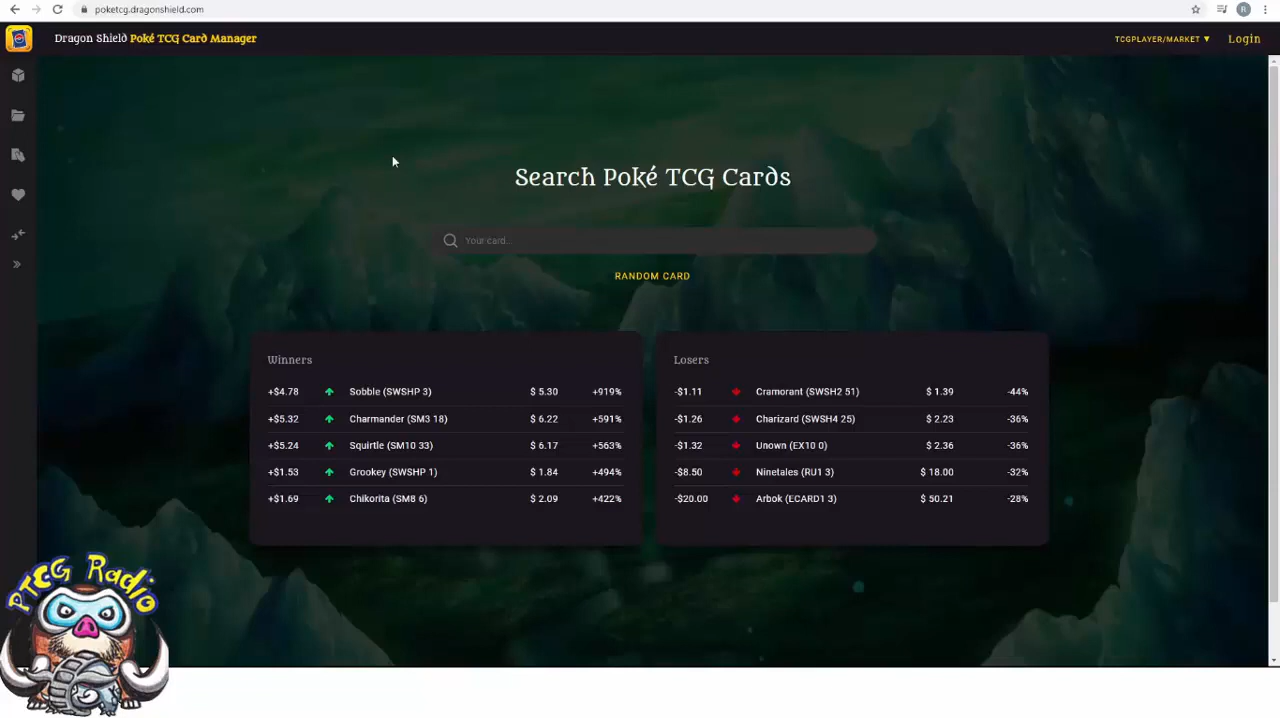 poketcg.dragonshield.com
R
Dragon Shield Poké TCG Card Manager
TCGPLAYER/MARKET ▼ Login
Search Poké TCG Cards
Your card...
RANDOM CARD
Winners
+$4.78 Sobble (SWSHP 3) $ 5.30 +919%
+$5.32 Charmander (SM3 18) $ 6.22 +591%
+$5.24 Squirtle (SM10 33) $ 6.17 +563%
+$1.53 Grookey (SWSHP 1) $ 1.84 +494%
+$1.69 Chikorita (SM8 6) $ 2.09 +422%
Losers
-$1.11 Cramorant (SWSH2 51) $ 1.39 -44%
-$1.26 Charizard (SWSH4 25) $ 2.23 -36%
-$1.32 Unown (EX10 0) $ 2.36 -36%
-$8.50 Ninetales (RU1 3) $ 18.00 -32%
-$20.00 Arbok (ECARD1 3) $ 50.21 -28%
PTCG Radio